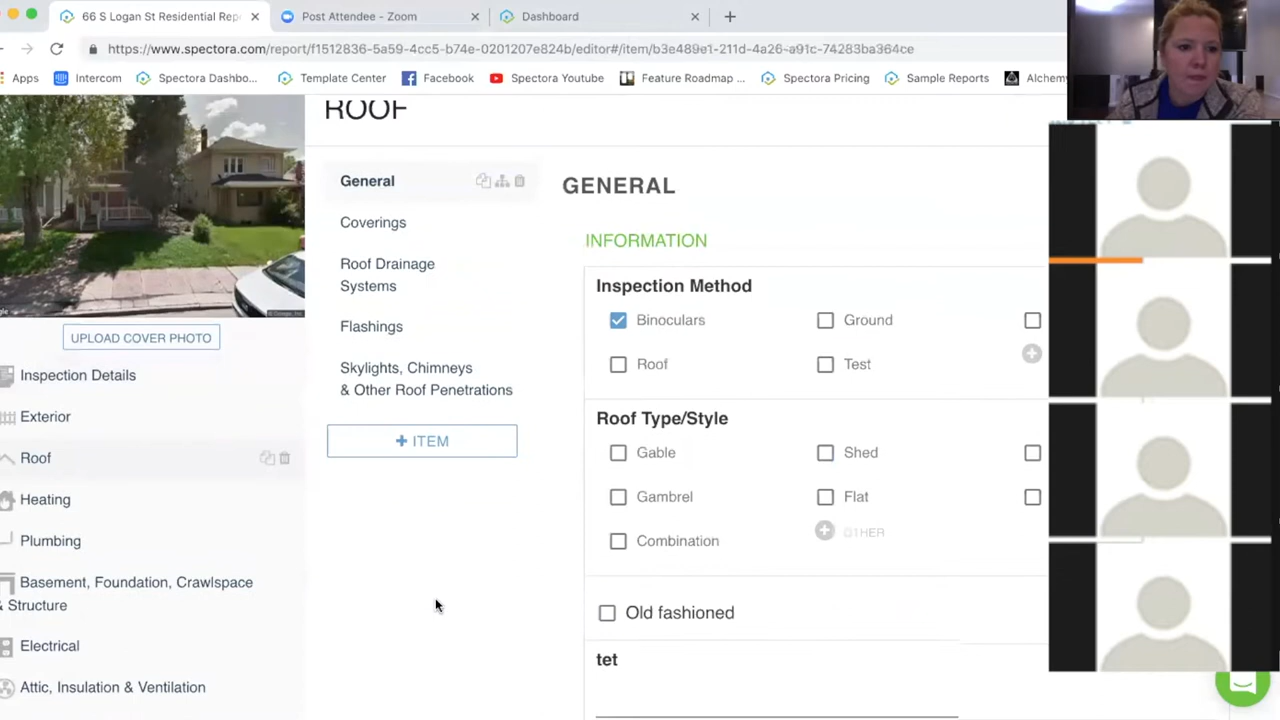 66 S Logan St Residential Rep
Post Attendee - Zoom
Dashboard
https://www.spectora.com/report/f1512836-5a59-4cc5-b74e-0201207e824b/editor#/item/b3e489e1-211d-4a26-a91c-74283ba364ce
Apps
Intercom
Spectora Dashbo...
Template Center
Facebook
Spectora Youtube
Feature Roadmap ...
Spectora Pricing
Sample Reports
Alchem
ROOF
General
Coverings
Roof Drainage
Systems
Flashings
Skylights, Chimneys
& Other Roof Penetrations
+ ITEM
GENERAL
INFORMATION
Inspection Method
Binoculars
Ground
Roof
Test
Roof Type/Style
Gable
Shed
Gambrel
Flat
Combination
OTHER
Old fashioned
tet
UPLOAD COVER PHOTO
Inspection Details
Exterior
Roof
Heating
Plumbing
Basement, Foundation, Crawlspace
& Structure
Electrical
Attic, Insulation & Ventilation